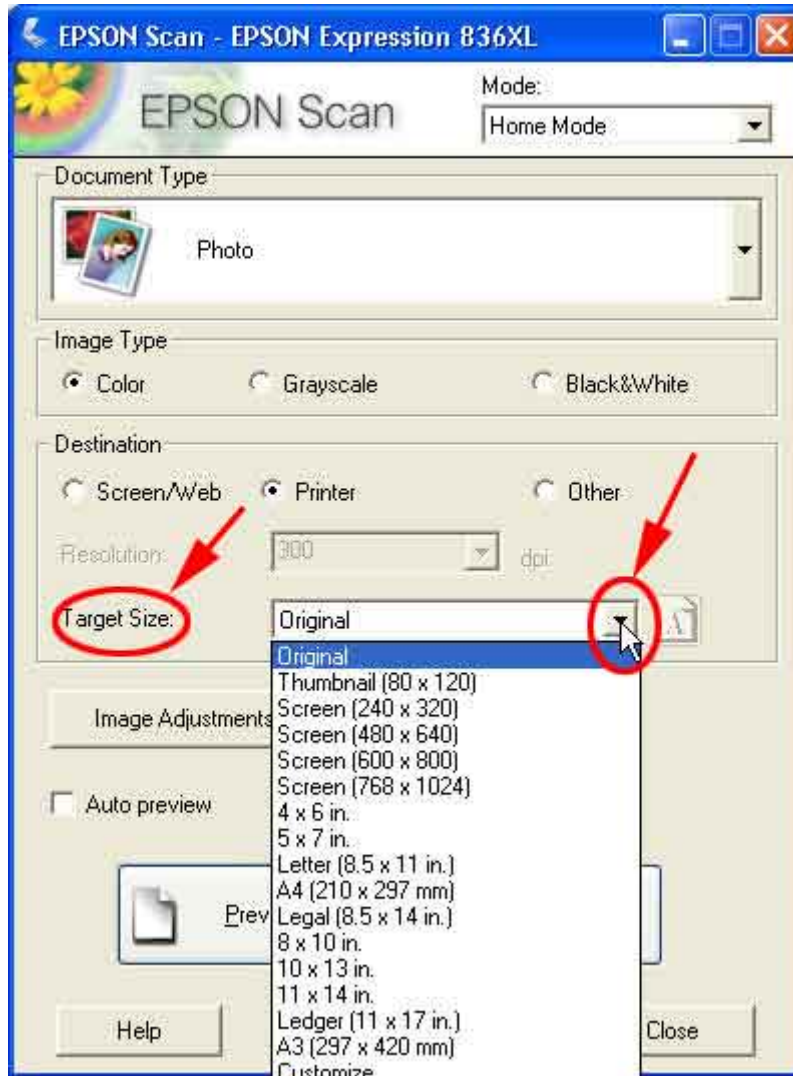 EPSON Scan - EPSON Expression 836XL
EPSON Scan
Mode:
Home Mode
Document Type
Photo
Image Type
Color Grayscale Black&White
Destination
Screen/Web Printer Other
Resolution: 300 dpi
Target Size: Original
A
Original
Thumbnail (80 x 120)
Screen (240 x 320)
Screen (480 x 640)
Screen (600 x 800)
Screen (768 x 1024)
4 x 6 in.
5 x 7 in.
Letter (8.5 x 11 in.)
A4 (210 x 297 mm)
Legal (8.5 x 14 in.)
8 x 10 in.
10 x 13 in.
11 x 14 in.
Ledger (11 x 17 in.)
A3 (297 x 420 mm)
Customize
Image Adjustments
Auto preview
Prev
Help Close